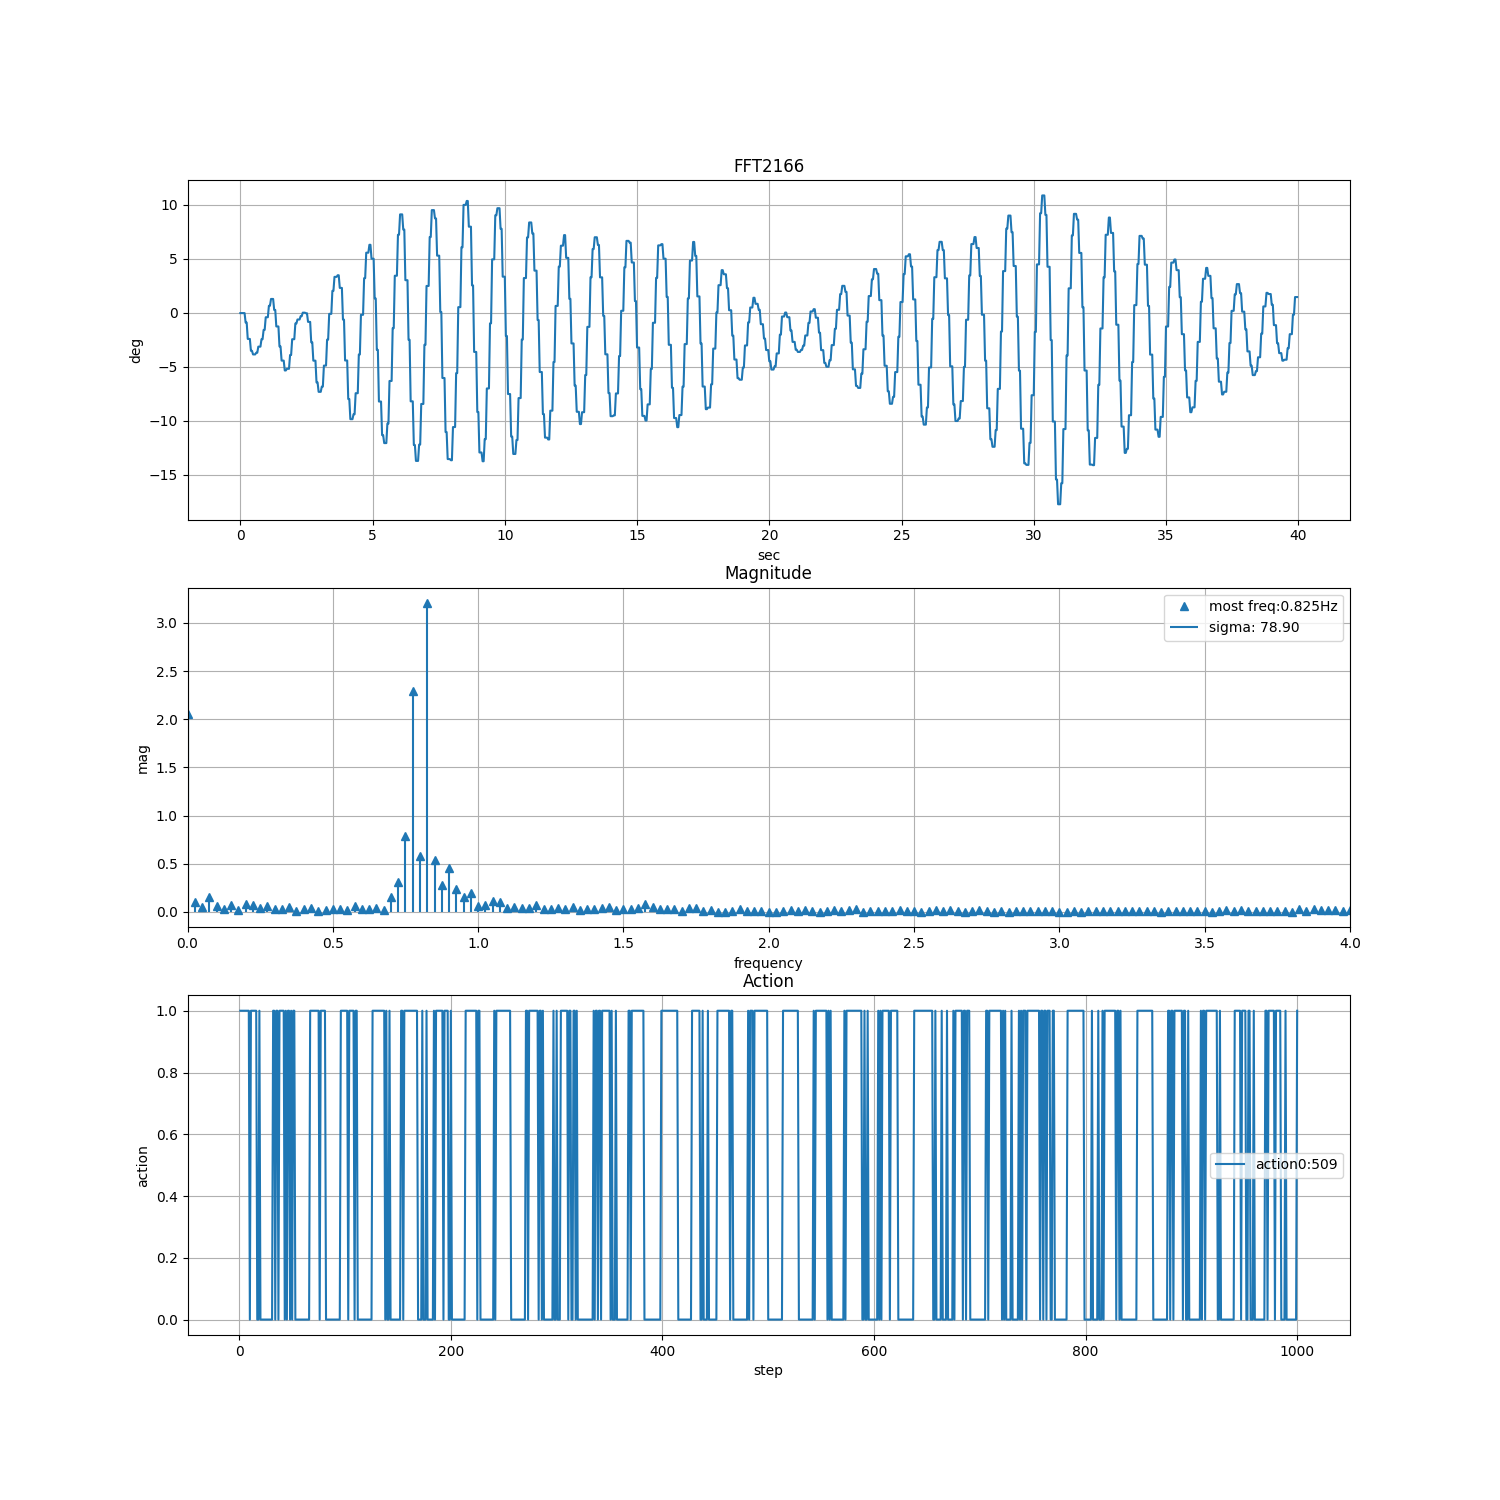 FFT2166
10
5
0
−5
−10
−15
deg
0 5 10 15 20 25 30 35 40
sec
Magnitude
most freq:0.825Hz
sigma: 78.90
3.0
2.5
2.0
1.5
1.0
0.5
0.0
mag
0.0 0.5 1.0 1.5 2.0 2.5 3.0 3.5 4.0
frequency
Action
1.0
0.8
0.6
0.4
0.2
0.0
action
action0:509
0 200 400 600 800 1000
step